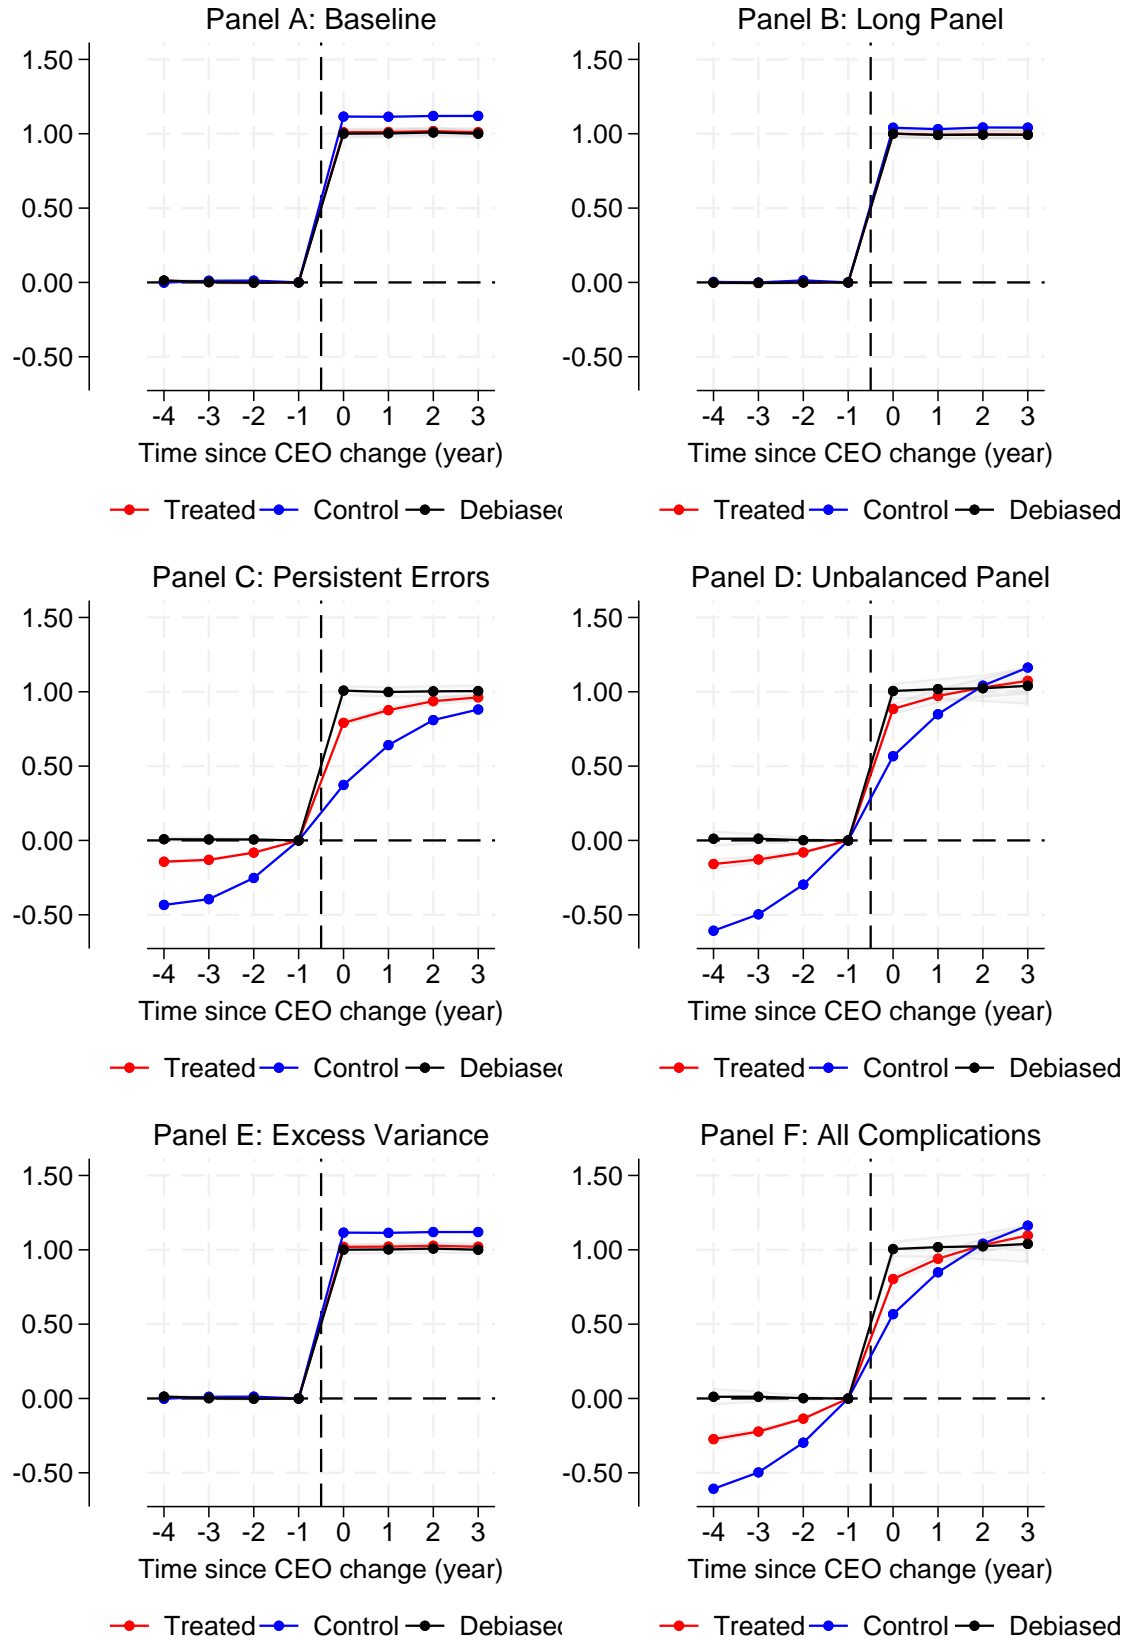 Panel A: Baseline
1.50
1.00
0.50
0.00
-0.50
-4 -3 -2 -1 0 1 2 3
Time since CEO change (year)
Treated Control Debiased
Panel B: Long Panel
1.50
1.00
0.50
0.00
-0.50
-4 -3 -2 -1 0 1 2 3
Time since CEO change (year)
Treated Control Debiased
Panel C: Persistent Errors
1.50
1.00
0.50
0.00
-0.50
-4 -3 -2 -1 0 1 2 3
Time since CEO change (year)
Treated Control Debiased
Panel D: Unbalanced Panel
1.50
1.00
0.50
0.00
-0.50
-4 -3 -2 -1 0 1 2 3
Time since CEO change (year)
Treated Control Debiased
Panel E: Excess Variance
1.50
1.00
0.50
0.00
-0.50
-4 -3 -2 -1 0 1 2 3
Time since CEO change (year)
Treated Control Debiased
Panel F: All Complications
1.50
1.00
0.50
0.00
-0.50
-4 -3 -2 -1 0 1 2 3
Time since CEO change (year)
Treated Control Debiased